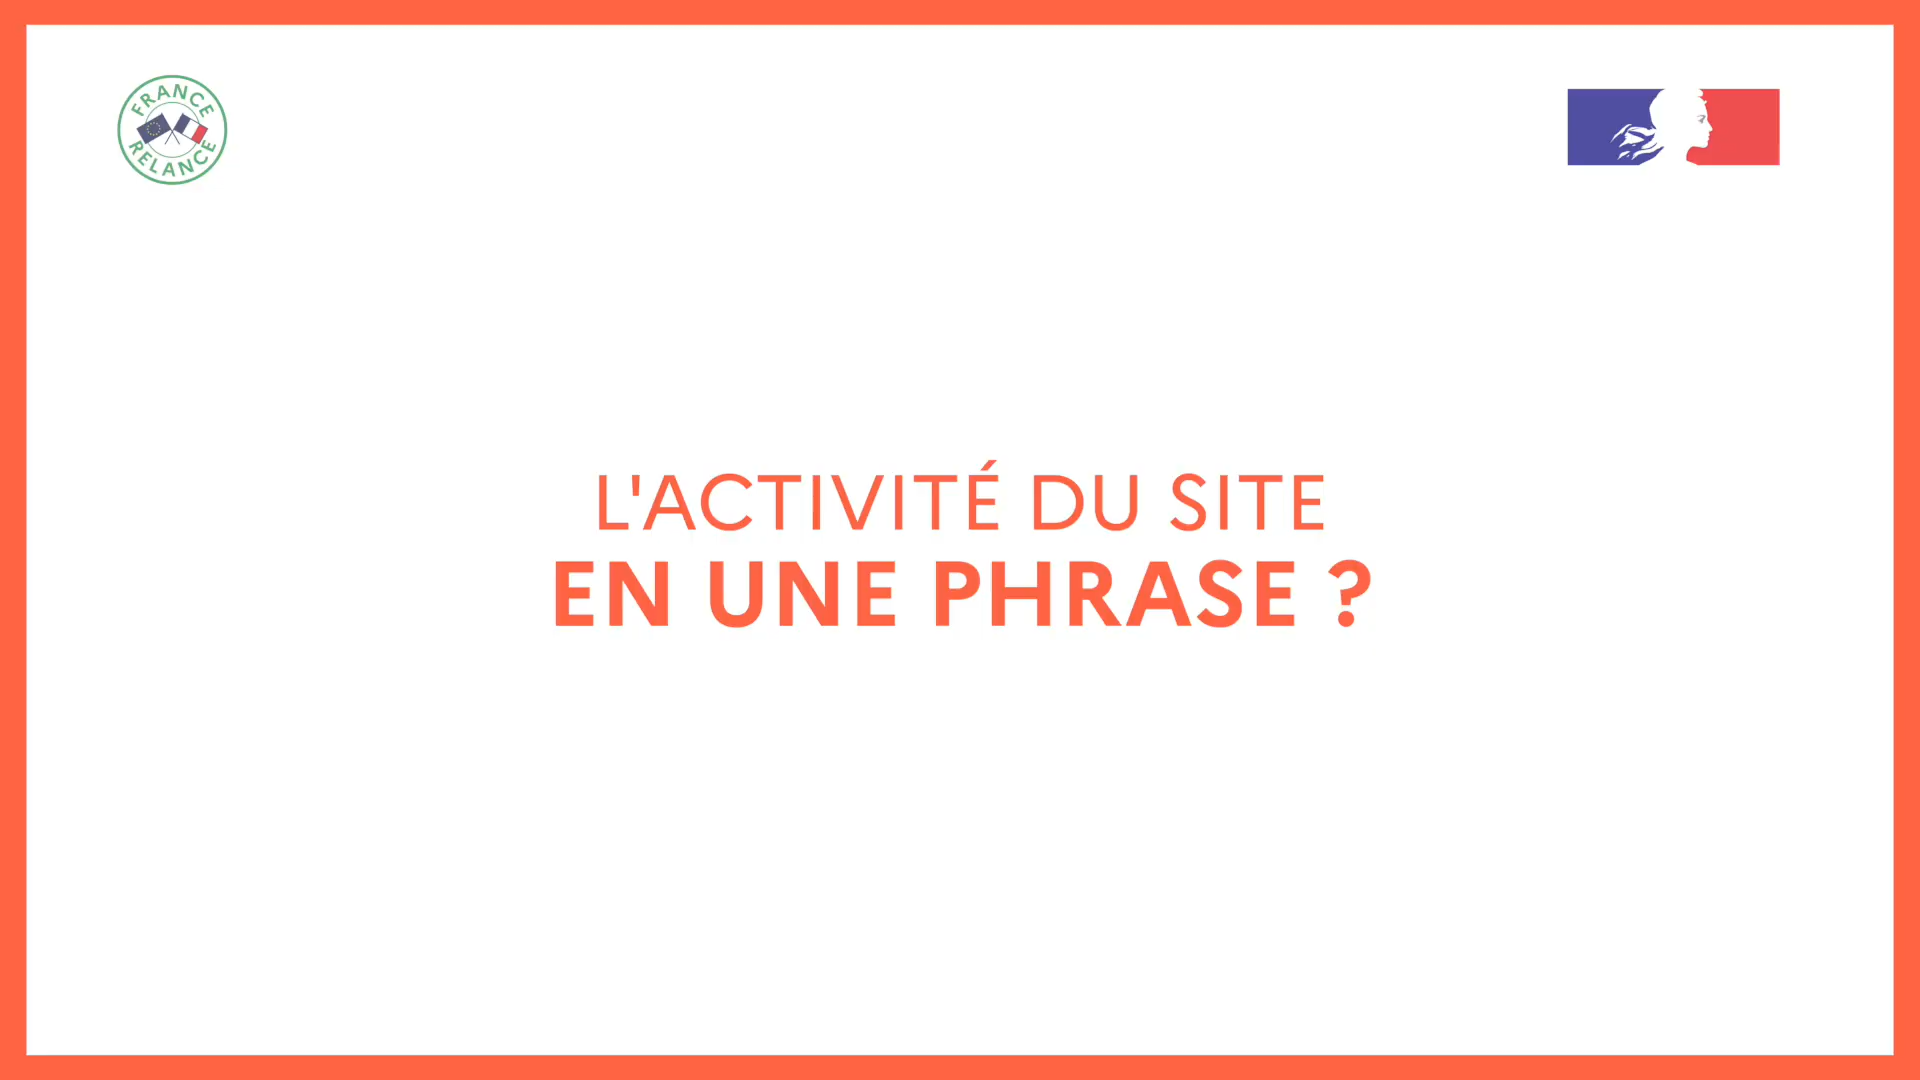 FRANCE
RELANCE
L'ACTIVITÉ DU SITE
EN UNE PHRASE ?